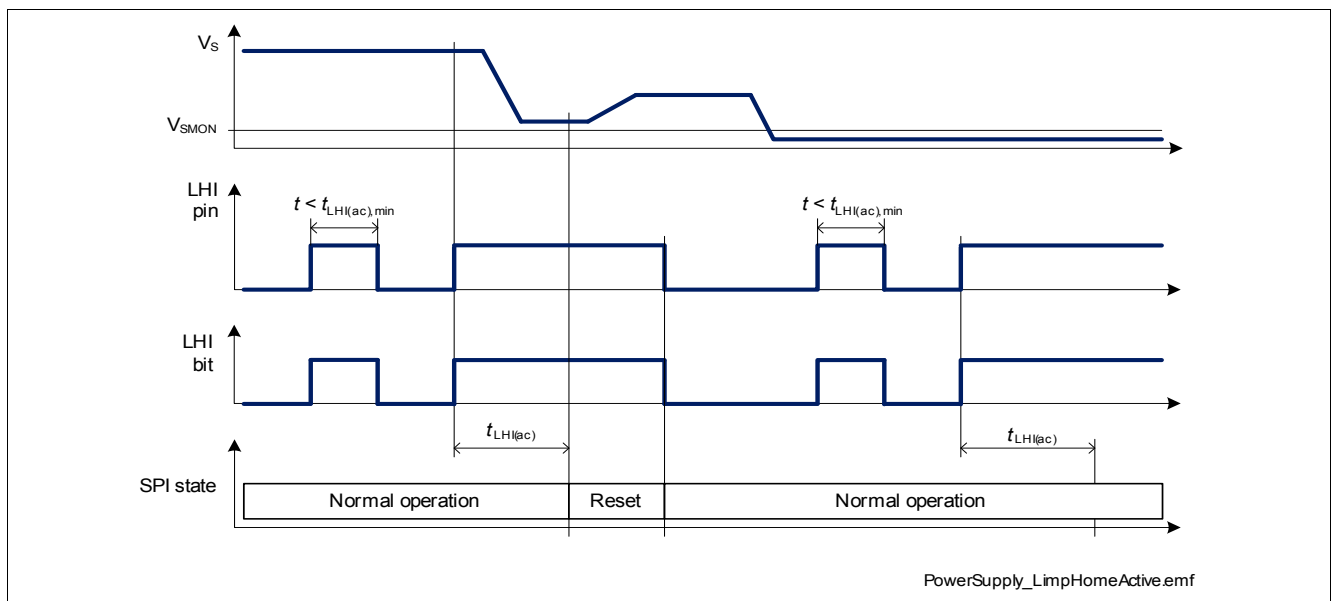 VS
VSMON
LHI
pin
t < tLHI(ac),min
t < tLHI(ac),min
LHI
bit
tLHI(ac)
tLHI(ac)
SPI state
Normal operation
Reset
Normal operation
PowerSupply_LimpHomeActive.emf